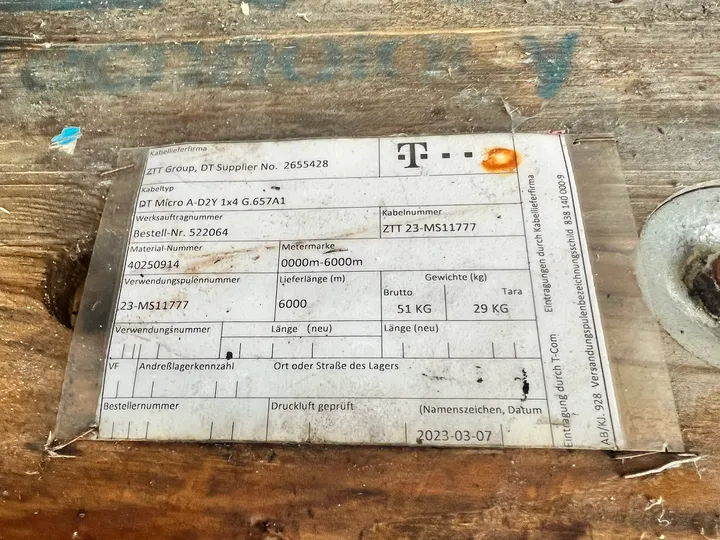 Kabellieferfirma
ZTT Group, DT Supplier No. 2655428
T
Kabeltyp
QT Micro A-D2Y 1x4 G.657A1
Werksauftragnummer
Bestell-Nr. 522064
Kabelnummer
ZTT 23-MS11777
Material-Nummer
40250914
Metermarke
0000m-6000m
Verwendungspulennummer
23-MS11777
Lieferlänge (m)
6000
Gewichte (kg)
Brutto
51 KG
Tara
29 KG
Verwendungsnummer
Länge (neu)
Länge (neu)
VF
Andreßlagerkennzahl
Ort oder Straße des Lagers
Bestellernummer
Druckluft geprüft
(Namenszeichen, Datum
2023-03-07
Eintragung durch T-Com
Eintragungen durch Kabellieferfirma
AB/KJ. 928 Versandungspulenbezeichnungsschild 838 140 000-9